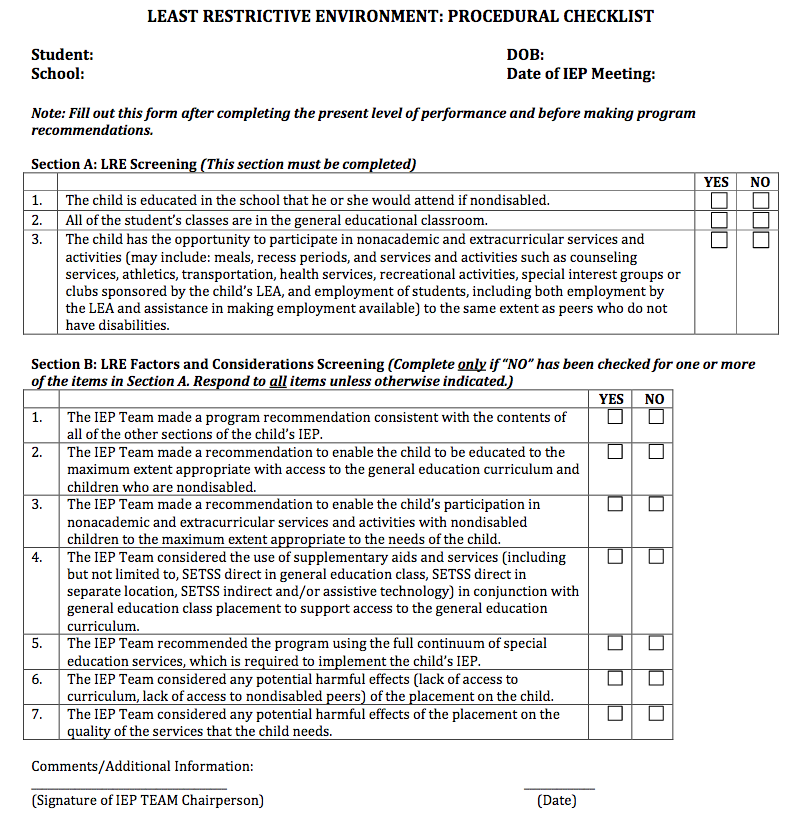 LEAST RESTRICTIVE ENVIRONMENT: PROCEDURAL CHECKLIST
Student: DOB:
School: Date of IEP Meeting:
Note: Fill out this form after completing the present level of performance and before making program
recommendations.
Section A: LRE Screening (This section must be completed)
YES NO
1. The child is educated in the school that he or she would attend if nondisabled.
2. All of the student's classes are in the general educational classroom.
3. The child has the opportunity to participate in nonacademic and extracurricular services and
activities (may include: meals, recess periods, and services and activities such as counseling
services, athletics, transportation, health services, recreational activities, special interest groups or
clubs sponsored by the child's LEA, and employment of students, including both employment by
the LEA and assistance in making employment available) to the same extent as peers who do not
have disabilities.
Section B: LRE Factors and Considerations Screening (Complete only if "NO" has been checked for one or more
of the items in Section A. Respond to all items unless otherwise indicated.)
YES NO
1. The IEP Team made a program recommendation consistent with the contents of
all of the other sections of the child's IEP.
2. The IEP Team made a recommendation to enable the child to be educated to the
maximum extent appropriate with access to the general education curriculum and
children who are nondisabled.
3. The IEP Team made a recommendation to enable the child's participation in
nonacademic and extracurricular services and activities with nondisabled
children to the maximum extent appropriate to the needs of the child.
4. The IEP Team considered the use of supplementary aids and services (including
but not limited to, SETSS direct in general education class, SETSS direct in
separate location, SETSS indirect and/or assistive technology) in conjunction with
general education class placement to support access to the general education
curriculum.
5. The IEP Team recommended the program using the full continuum of special
education services, which is required to implement the child's IEP.
6. The IEP Team considered any potential harmful effects (lack of access to
curriculum, lack of access to nondisabled peers) of the placement on the child.
7. The IEP Team considered any potential harmful effects of the placement on the
quality of the services that the child needs.
Comments/Additional Information:
(Signature of IEP TEAM Chairperson) (Date)